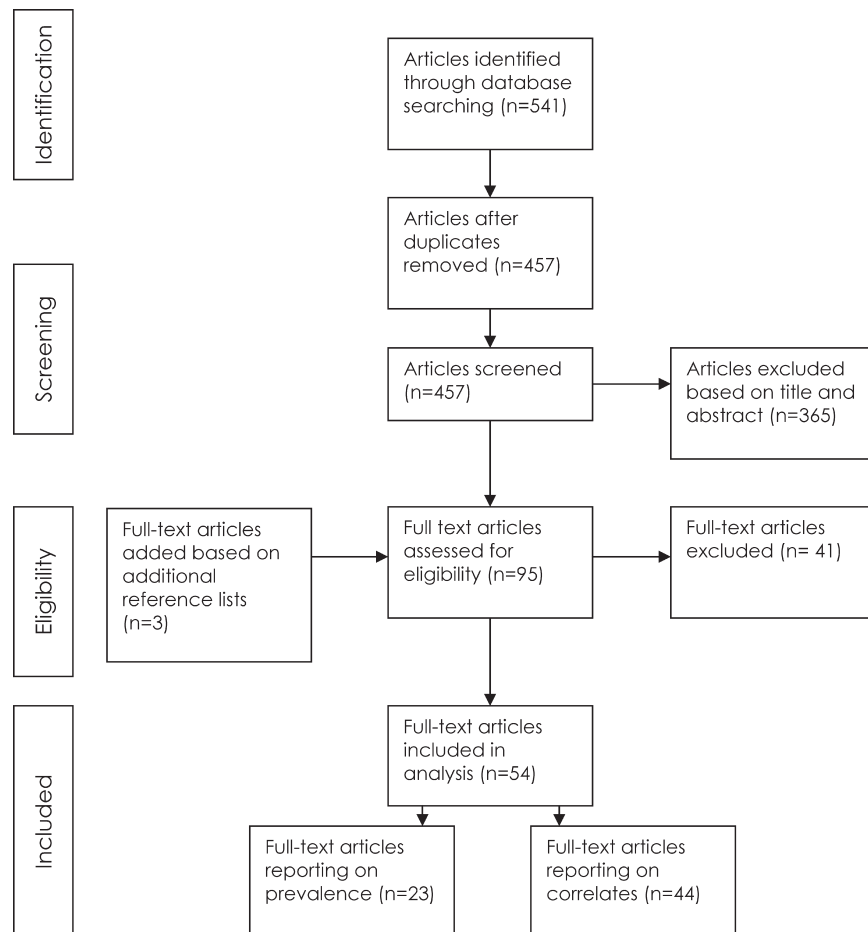 Identification
Articles identified
through database
searching (n=541)
Articles after
duplicates
removed (n=457)
Screening
Articles screened
(n=457)
Articles excluded
based on title and
abstract (n=365)
Eligibility
Full-text articles
added based on
additional
reference lists
(n=3)
Full text articles
assessed for
eligibility (n=95)
Full-text articles
excluded (n= 41)
Included
Full-text articles
included in
analysis (n=54)
Full-text articles
reporting on
prevalence (n=23)
Full-text articles
reporting on
correlates (n=44)